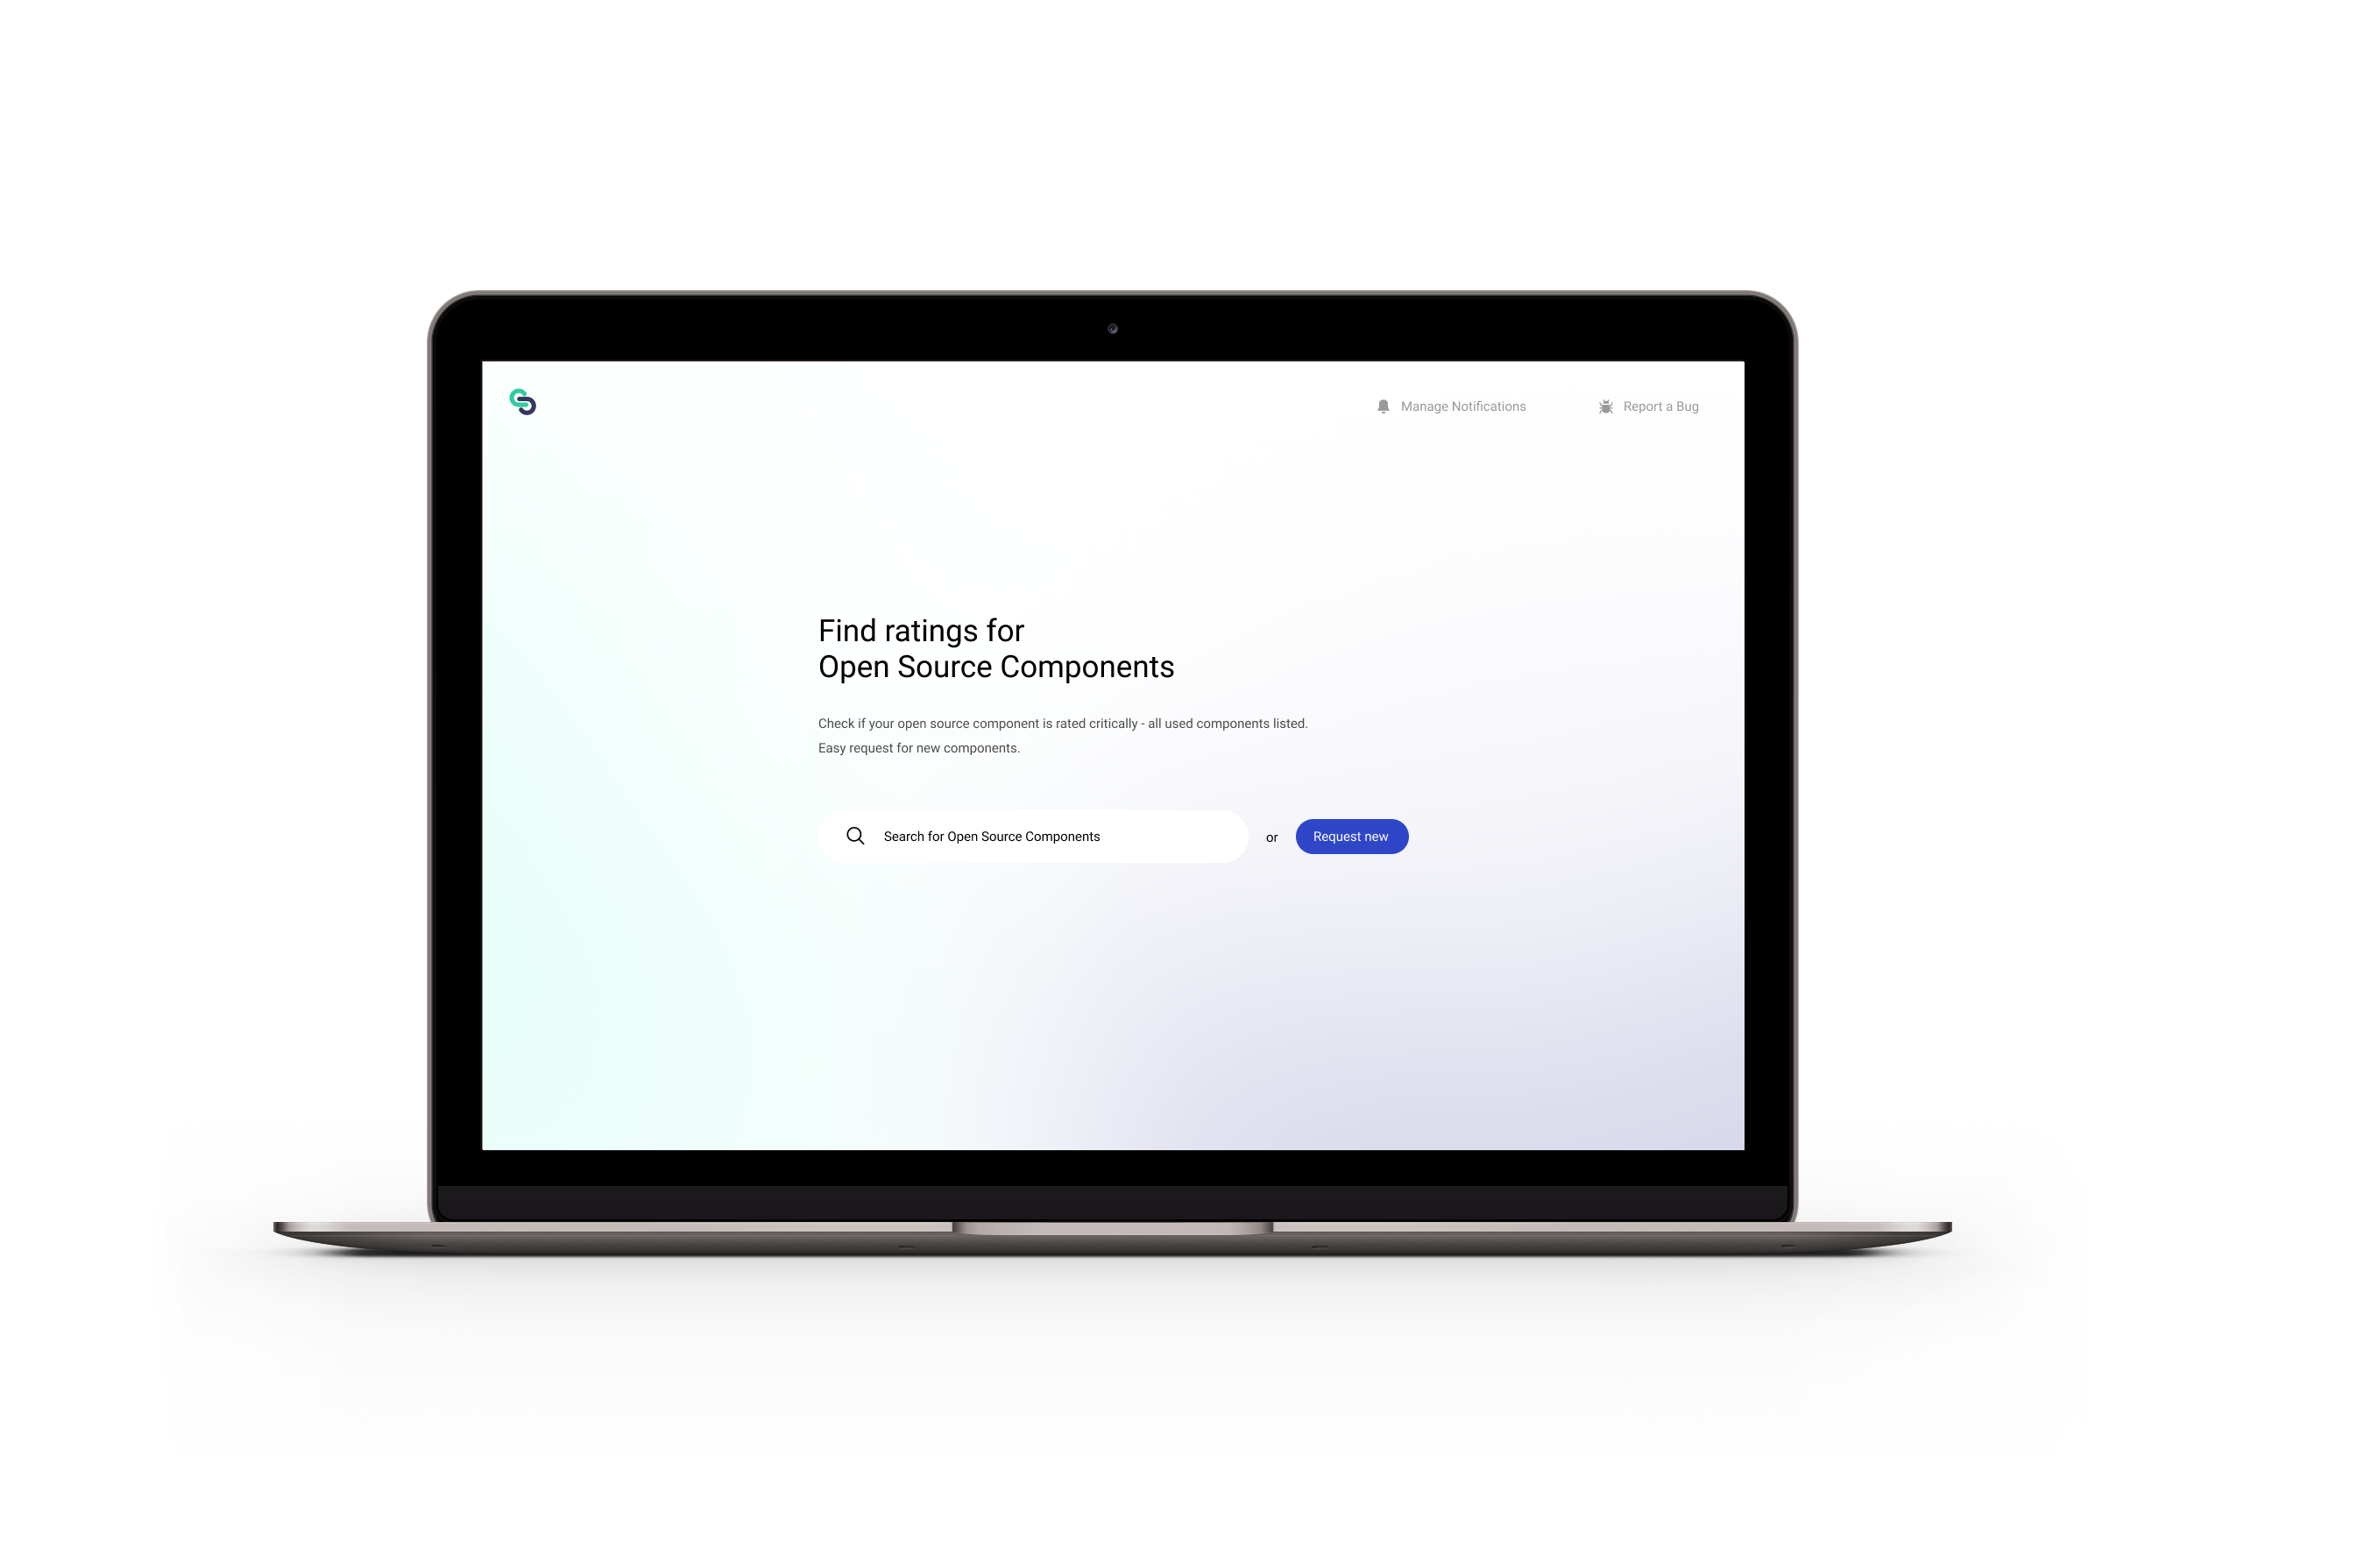 Manage Notifications
Report a Bug
Find ratings for
Open Source Components
Check if your open source component is rated critically - all used components listed.
Easy request for new components.
Search for Open Source Components
or
Request new